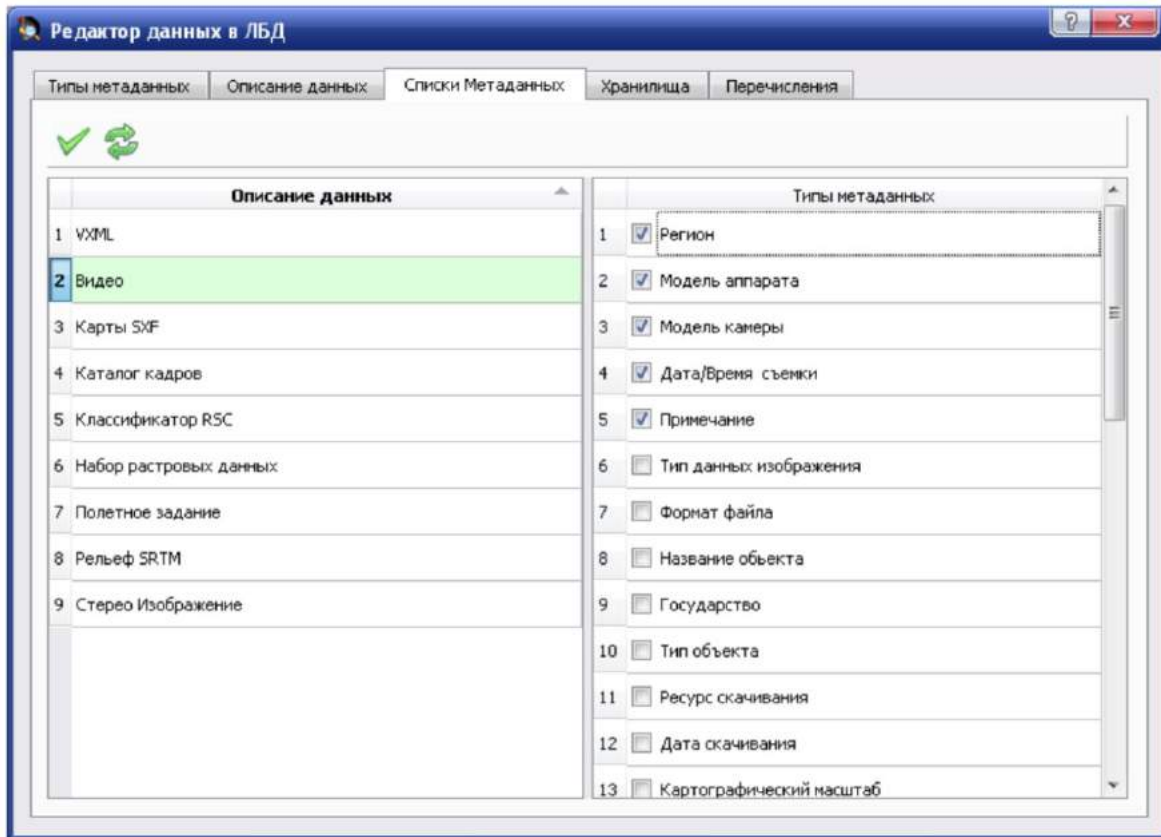 Редактор данных в ЛБД
Типы метаданных Описание данных Списки Метаданных Хранилища Перечисления
Описание данных
1 VXML
2 Видео
3 Карты SXF
4 Каталог кадров
5 Классификатор RSC
6 Набор растровых данных
7 Полетное задание
8 Рельеф SRTM
9 Стерео Изображение
Типы метаданных
1 Регион
2 Модель аппарата
3 Модель камеры
4 Дата/Время съемки
5 Примечание
6 Тип данных изображения
7 Формат файла
8 Название обьекта
9 Государство
10 Тип объекта
11 Ресурс скачивания
12 Дата скачивания
13 Картографический масштаб